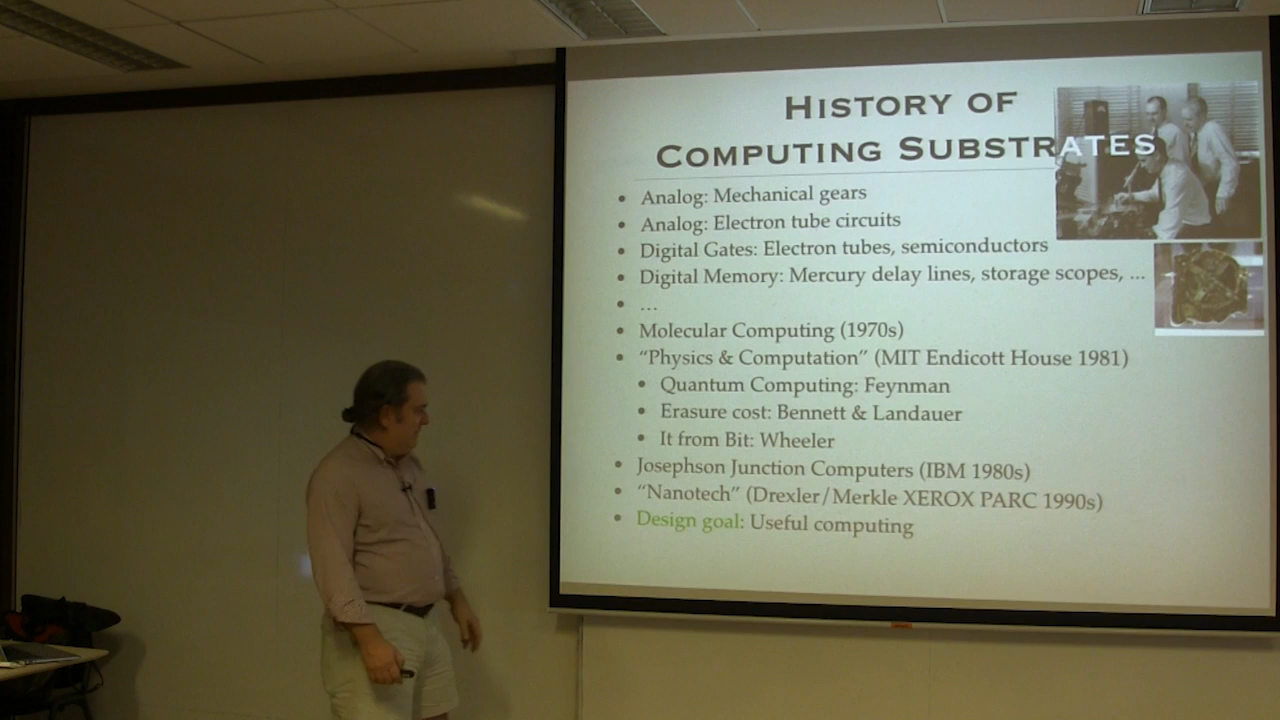 HISTORY OF
COMPUTING SUBSTRATES
• Analog: Mechanical gears
• Analog: Electron tube circuits
• Digital Gates: Electron tubes, semiconductors
• Digital Memory: Mercury delay lines, storage scopes, ...
• ...
• Molecular Computing (1970s)
• “Physics & Computation” (MIT Endicott House 1981)
• Quantum Computing: Feynman
• Erasure cost: Bennett & Landauer
• It from Bit: Wheeler
• Josephson Junction Computers (IBM 1980s)
• “Nanotech” (Drexler/Merkle XEROX PARC 1990s)
• Design goal: Useful computing